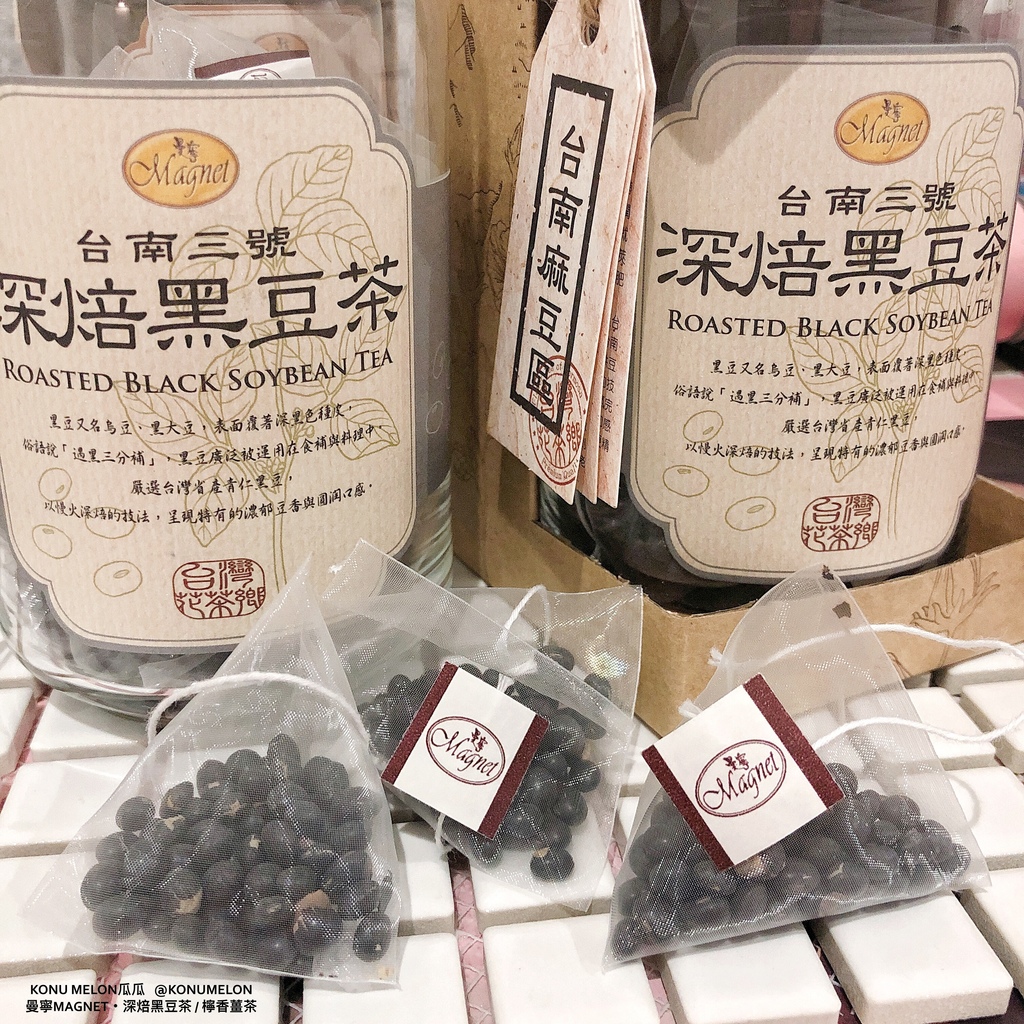 曼寧
Magnet
台南三號
深焙黑豆茶
ROASTED BLACK SOYBEAN TEA
黑豆又名烏豆、黑大豆，表面覆著深黑色種皮，
俗語說「過黑三分補」，黑豆廣泛被運用在食補與料理中。
嚴選台灣省產青仁黑豆，
以慢火深焙的技法，呈現特有的濃郁豆香與圓潤口感。
台灣
花茶鄉
台南麻豆區
曼寧
Magnet
台南三號
深焙黑豆茶
ROASTED BLACK SOYBEAN TEA
黑豆又名烏豆、黑大豆，表面覆著深黑色種皮，
俗語說「過黑三分補」，黑豆廣泛被運用在食補與料理中。
嚴選台灣省產青仁黑豆，
以慢火深焙的技法，呈現特有的濃郁豆香與圓潤口感。
台灣
花茶鄉
曼寧
Magnet
曼寧
Magnet
KONU MELON瓜瓜 @KONUMELON
曼寧MAGNET・深焙黑豆茶 / 檸香薑茶